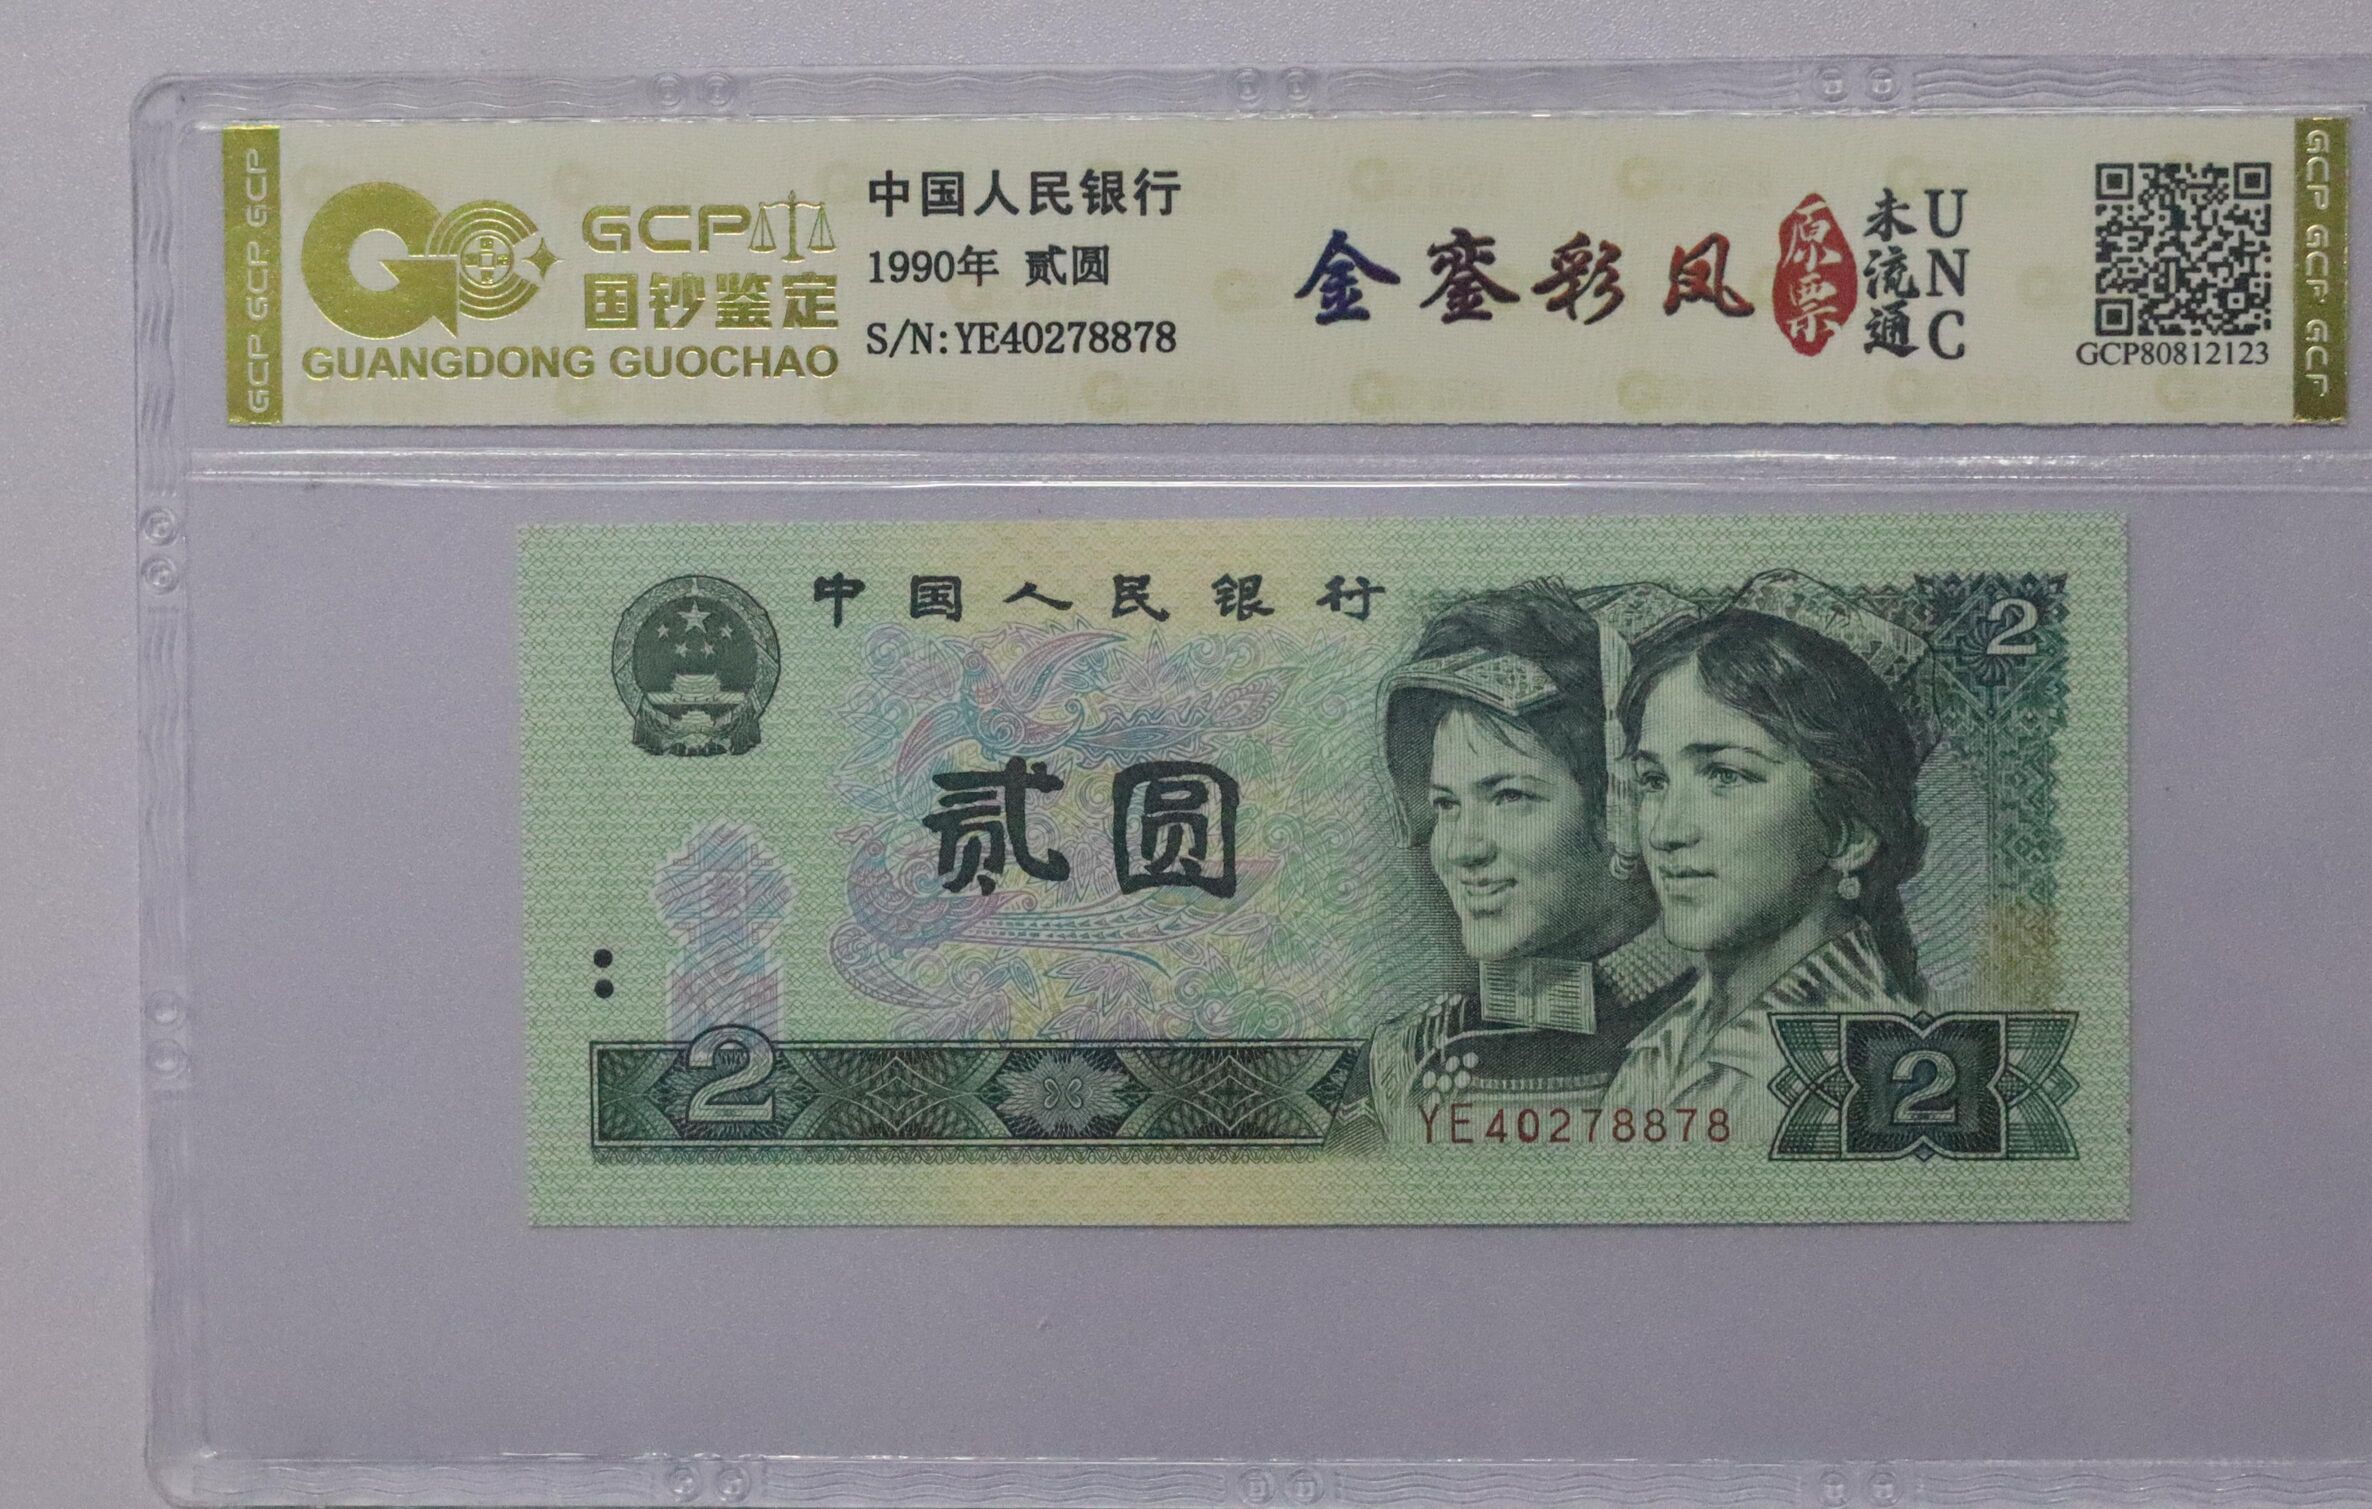 GCP GCP GCP
GCP
国钞鉴定
GUANGDONG GUOCHAO
中国人民银行
1990年 贰圆
S/N:YE40278878
金銮彩凤
原票
未流通
UNC
GCP80812123
GCP GCP GCP
中国人民银行
2
贰圆
2
YE40278878
2